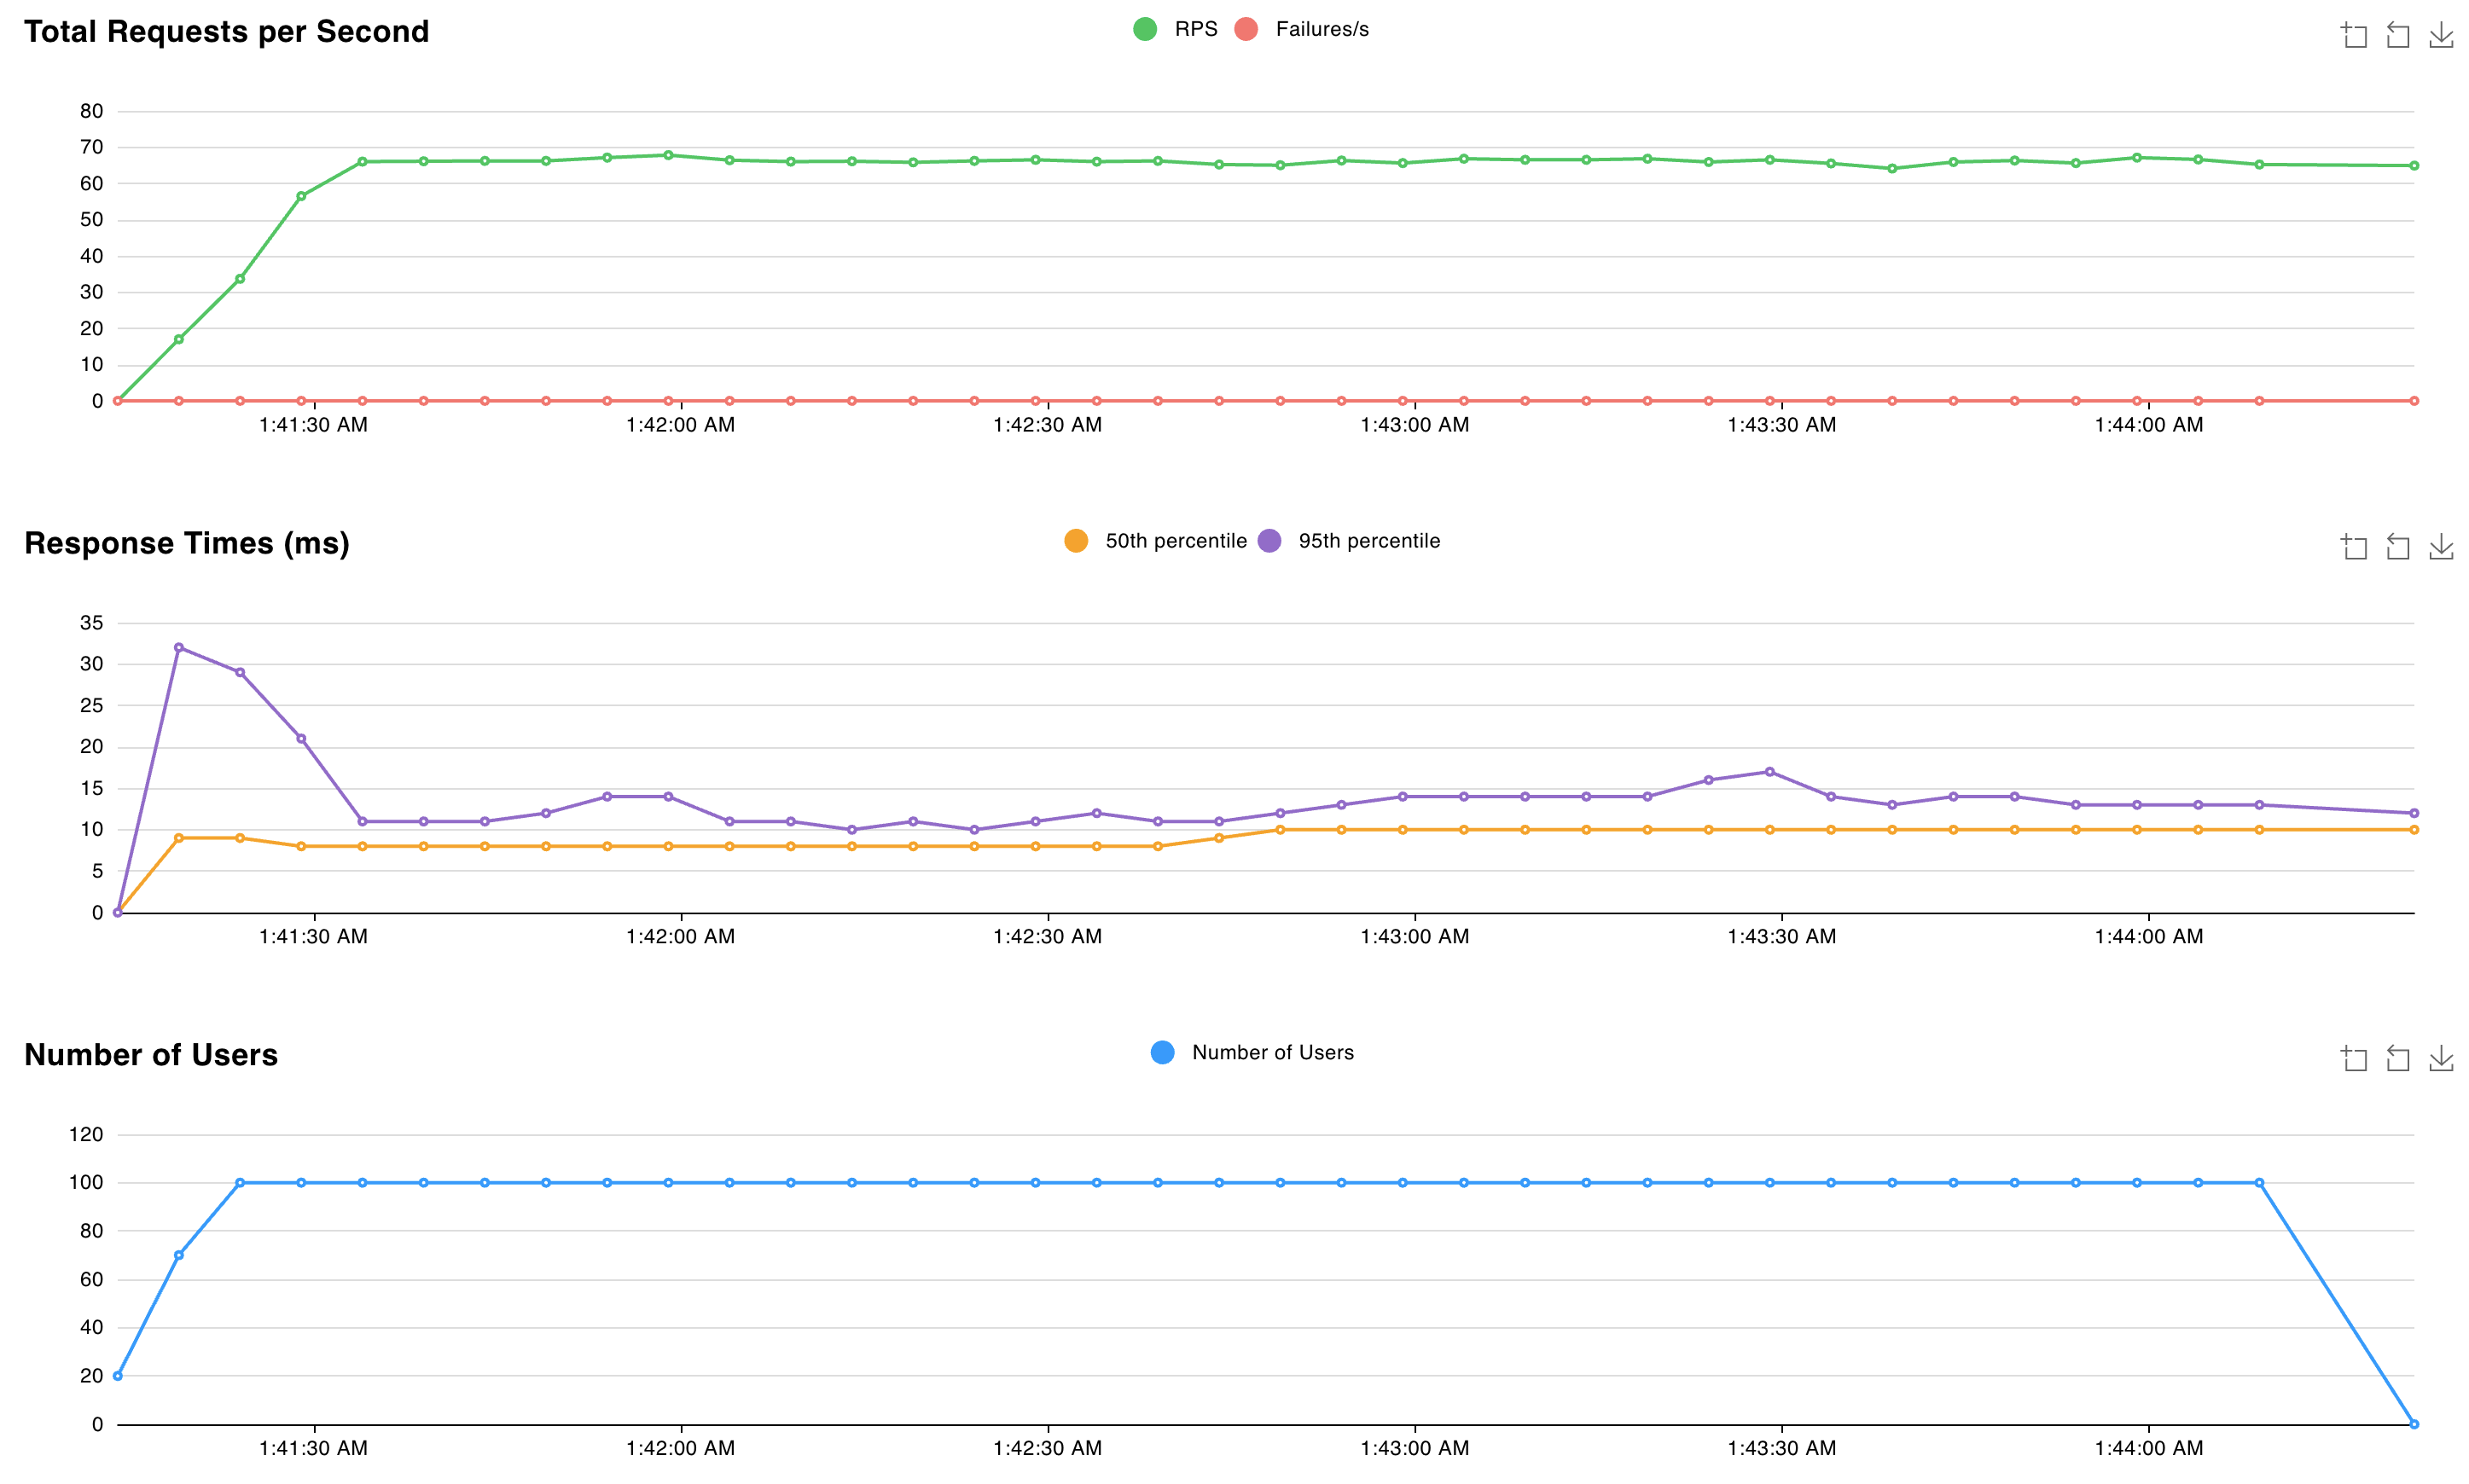 Total Requests per Second
RPS Failures/s
80
70
60
50
40
30
20
10
0
1:41:30 AM 1:42:00 AM 1:42:30 AM 1:43:00 AM 1:43:30 AM 1:44:00 AM
Response Times (ms)
50th percentile 95th percentile
35
30
25
20
15
10
5
0
1:41:30 AM 1:42:00 AM 1:42:30 AM 1:43:00 AM 1:43:30 AM 1:44:00 AM
Number of Users
Number of Users
120
100
80
60
40
20
0
1:41:30 AM 1:42:00 AM 1:42:30 AM 1:43:00 AM 1:43:30 AM 1:44:00 AM